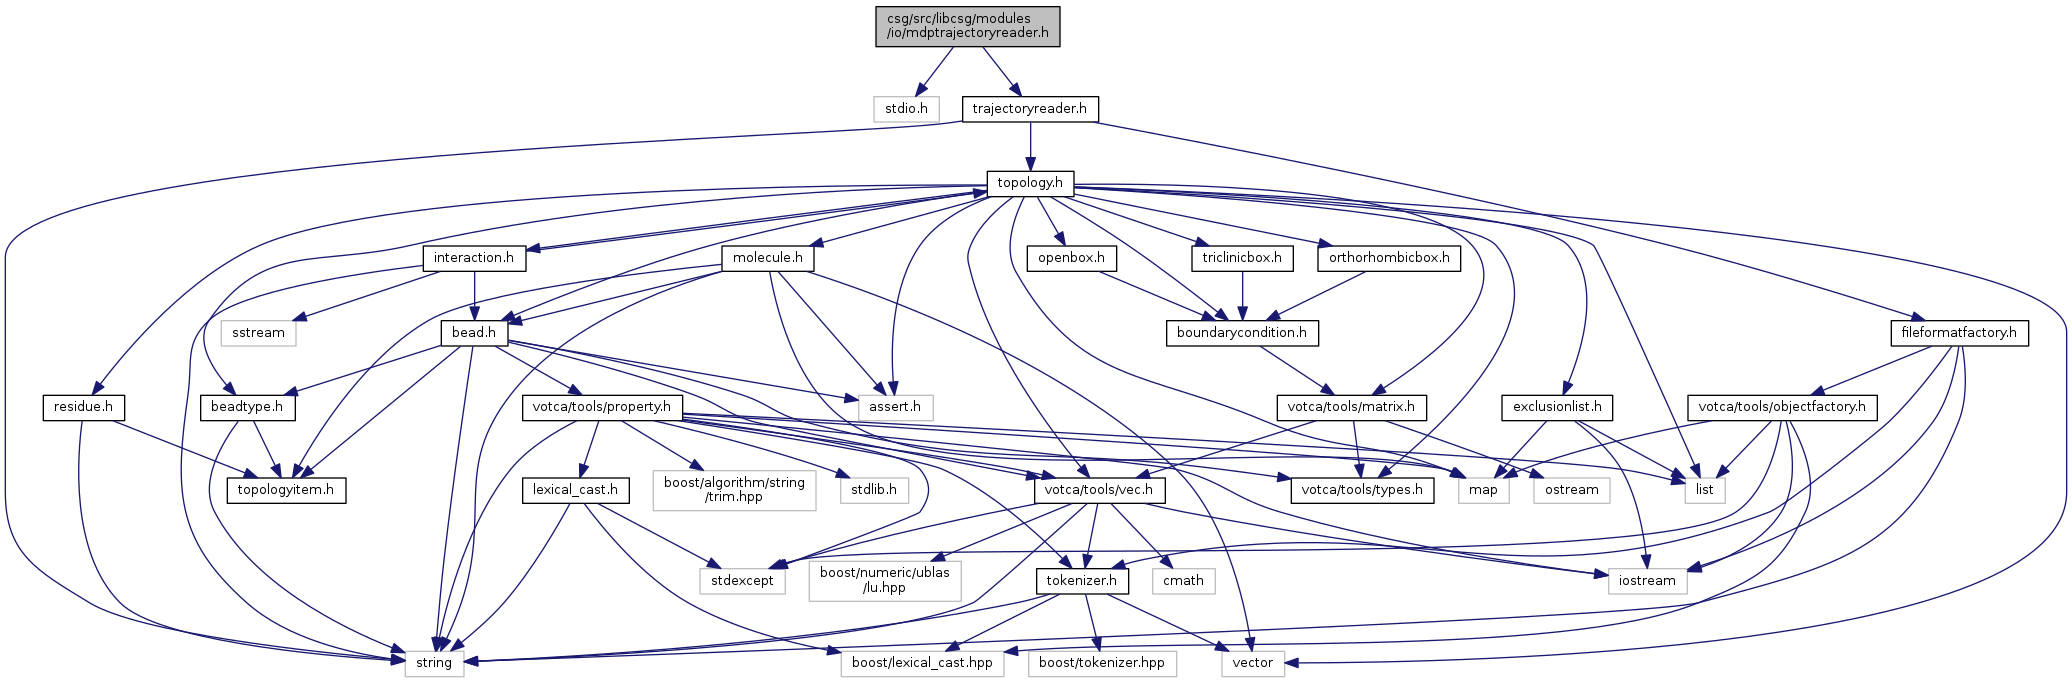 csg/src/libcsg/modules
/io/mdptrajectoryreader.h
stdio.h
trajectoryreader.h
topology.h
interaction.h
molecule.h
openbox.h
triclinicbox.h
orthorhombicbox.h
sstream
bead.h
boundarycondition.h
fileformatfactory.h
residue.h
beadtype.h
votca/tools/property.h
assert.h
votca/tools/matrix.h
exclusionlist.h
votca/tools/objectfactory.h
topologyitem.h
lexical_cast.h
boost/algorithm/string
/trim.hpp
stdlib.h
votca/tools/vec.h
votca/tools/types.h
map
ostream
list
stdexcept
boost/numeric/ublas
/lu.hpp
tokenizer.h
cmath
iostream
string
boost/lexical_cast.hpp
boost/tokenizer.hpp
vector